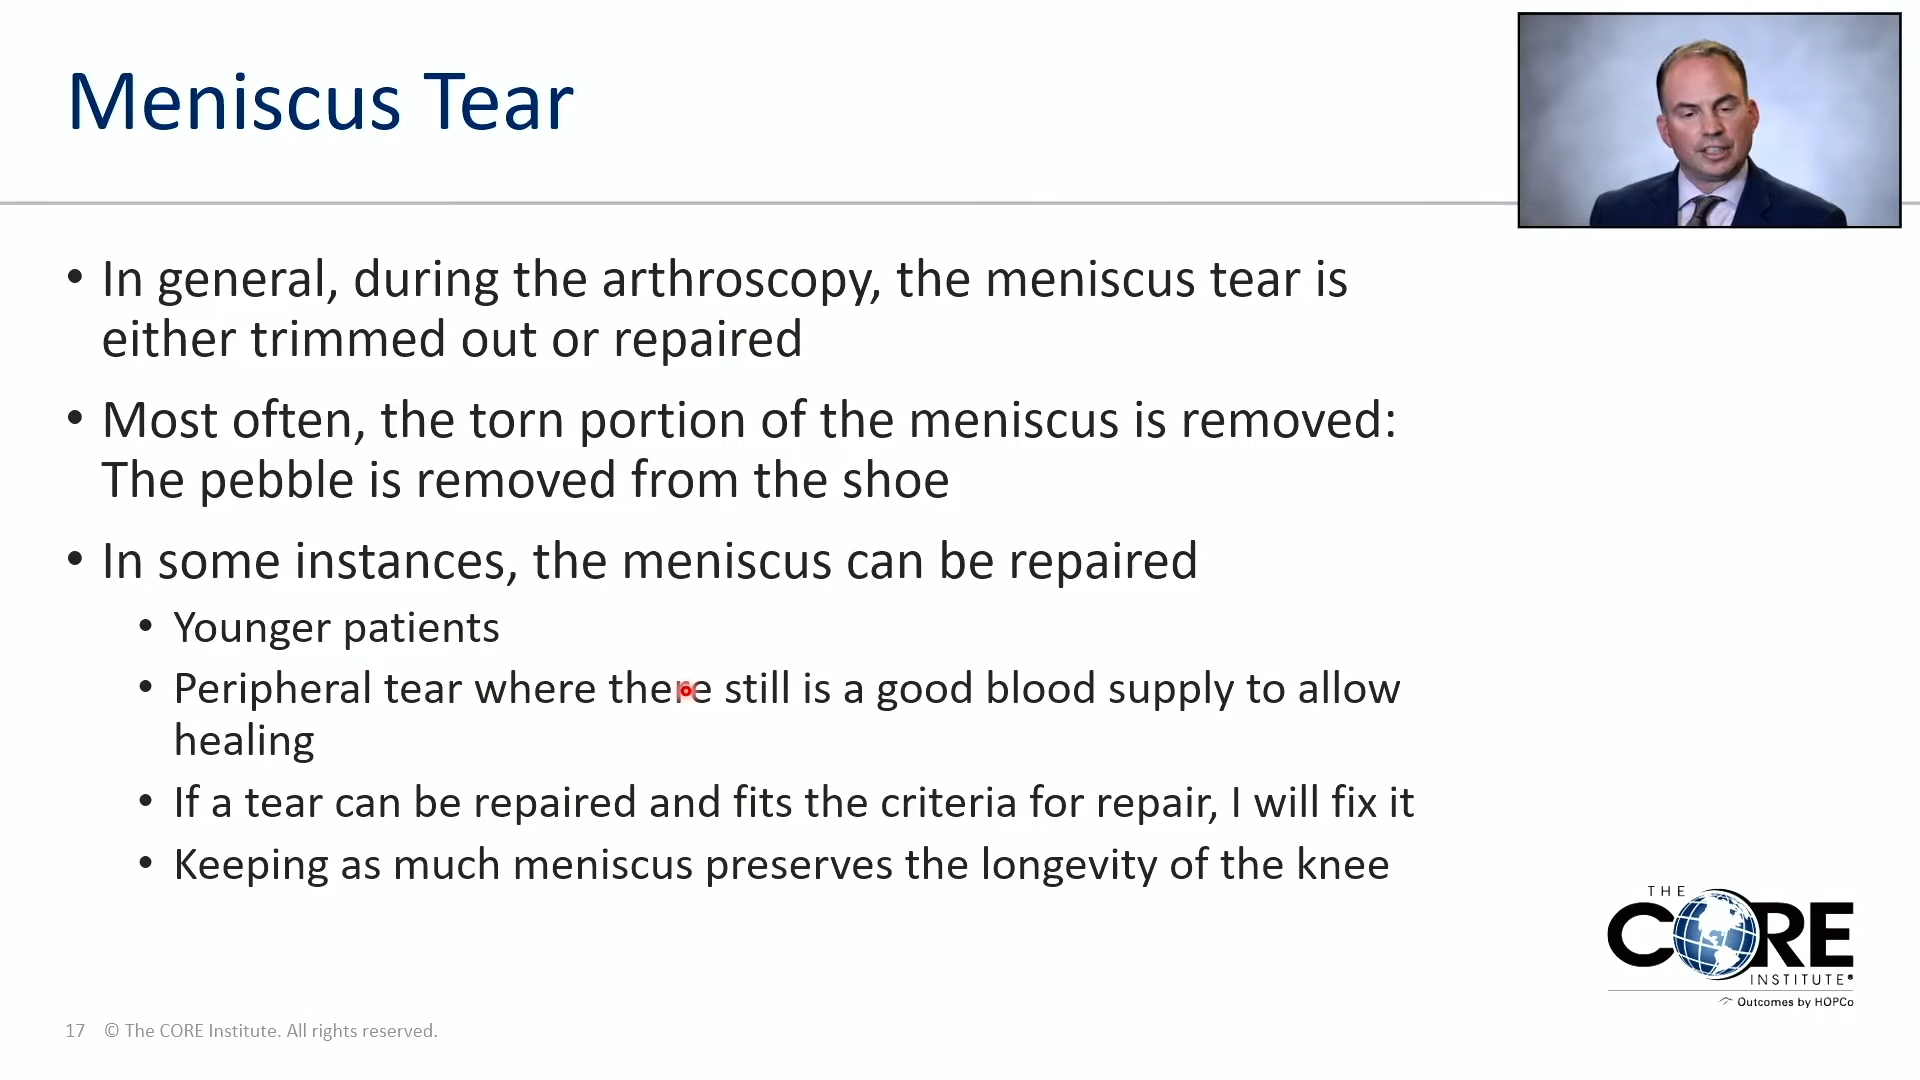 Meniscus Tear
• In general, during the arthroscopy, the meniscus tear is
either trimmed out or repaired
• Most often, the torn portion of the meniscus is removed:
The pebble is removed from the shoe
• In some instances, the meniscus can be repaired
• Younger patients
• Peripheral tear where there still is a good blood supply to allow
healing
• If a tear can be repaired and fits the criteria for repair, I will fix it
• Keeping as much meniscus preserves the longevity of the knee
THE
CORE
INSTITUTE®
Outcomes by HOPCo
17 © The CORE Institute. All rights reserved.